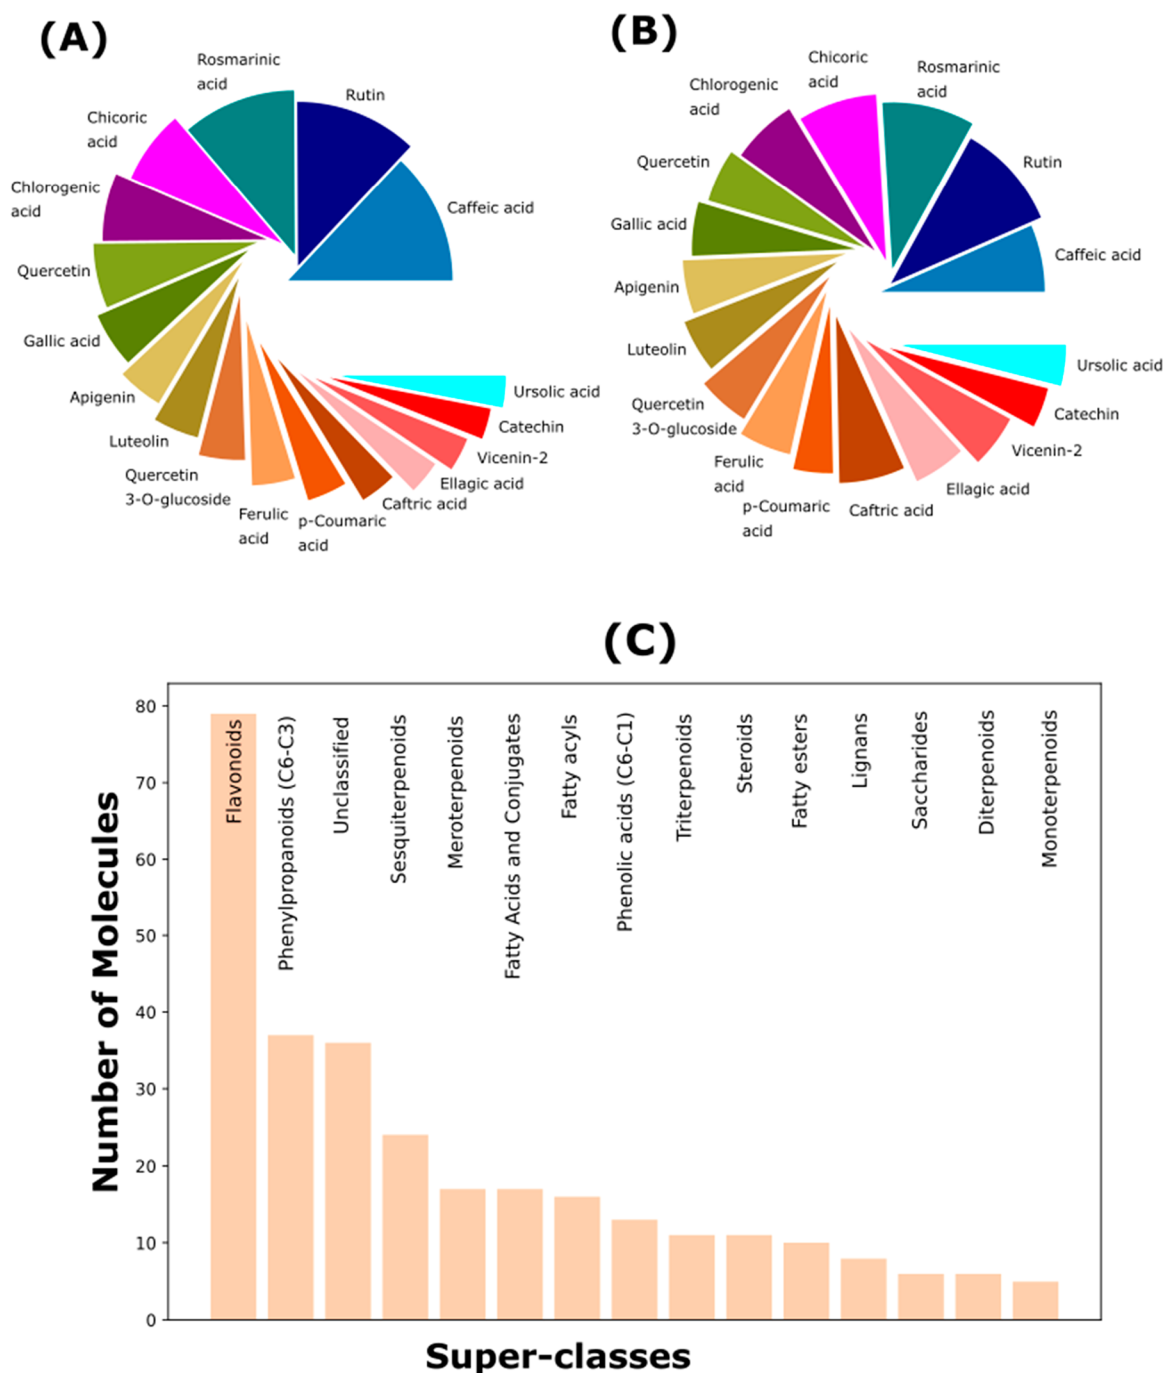 (A)
Rosmarinic
acid
Rutin
Chicoric
acid
Caffeic acid
Chlorogenic
acid
Quercetin
Gallic acid
Apigenin
Luteolin
Quercetin
3-O-glucoside
Ferulic
acid
p-Coumaric
acid
Caftric acid
Ellagic acid
Vicenin-2
Catechin
Ursolic acid
(B)
Chicoric
acid
Rosmarinic
acid
Chlorogenic
acid
Rutin
Quercetin
Gallic acid
Caffeic acid
Apigenin
Luteolin
Quercetin
3-O-glucoside
Ferulic
acid
p-Coumaric
acid
Caftric acid
Ellagic acid
Vicenin-2
Catechin
Ursolic acid
(C)
Number of Molecules
80
70
60
50
40
30
20
10
0
Flavonoids
Phenylpropanoids (C6-C3)
Unclassified
Sesquiterpenoids
Meroterpenoids
Fatty Acids and Conjugates
Fatty acyls
Phenolic acids (C6-C1)
Triterpenoids
Steroids
Fatty esters
Lignans
Saccharides
Diterpenoids
Monoterpenoids
Super-classes